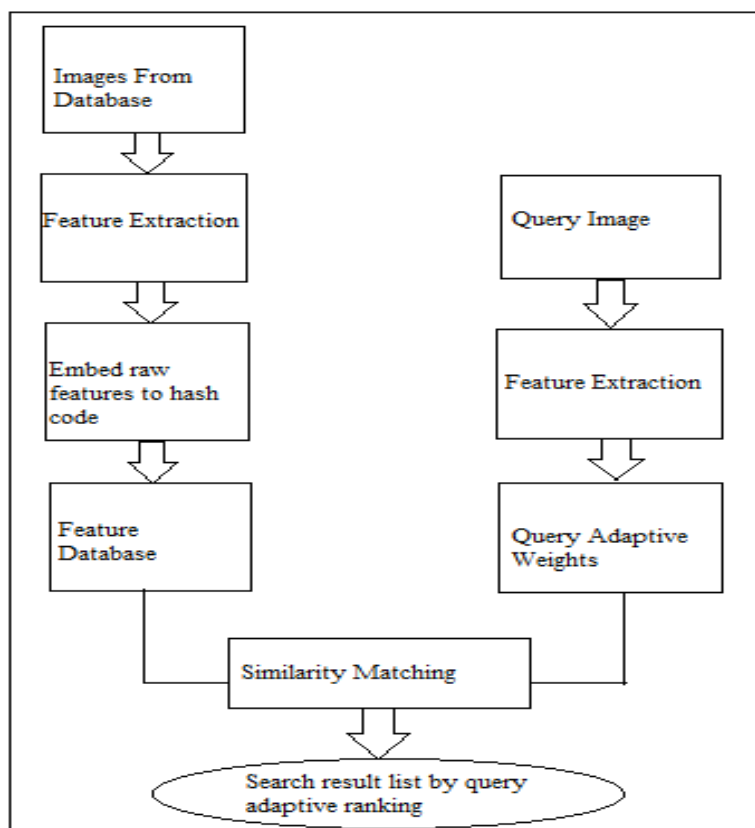 Images From
Database
Feature Extraction
Embed raw
features to hash
code
Feature
Database
Query Image
Feature Extraction
Query Adaptive
Weights
Similarity Matching
Search result list by query
adaptive ranking